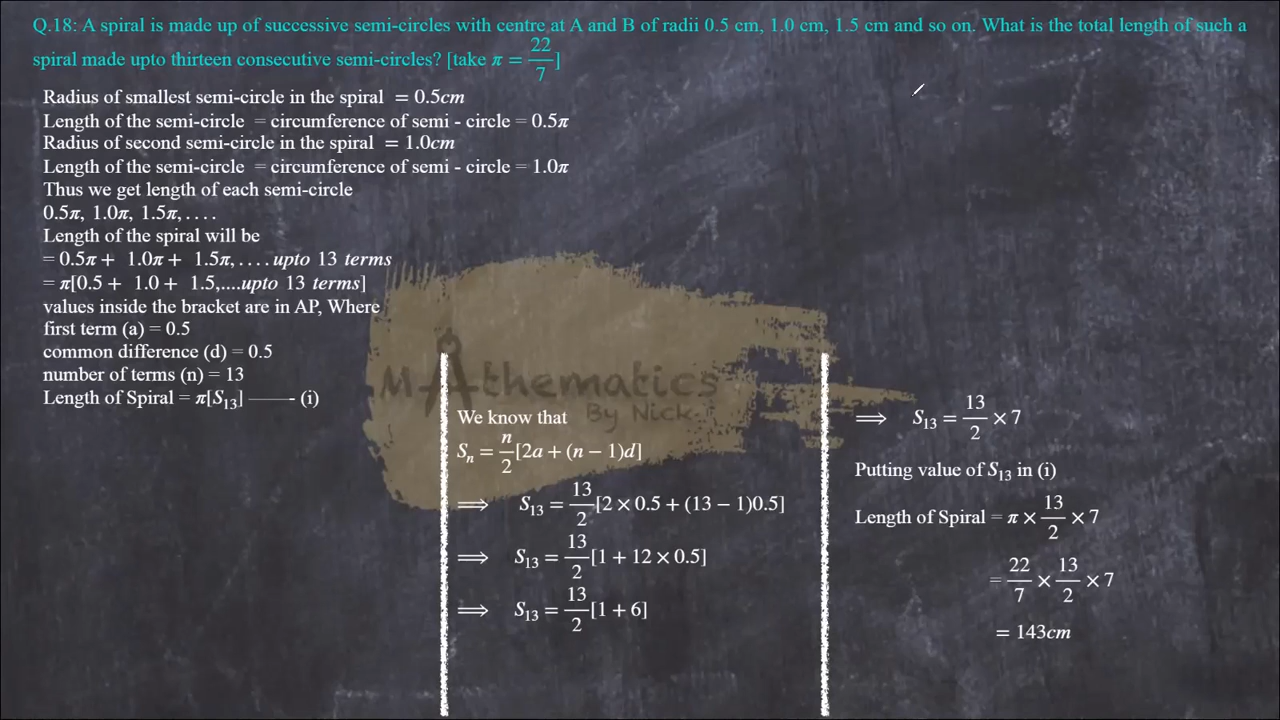 Q.18: A spiral is made up of successive semi-circles with centre at A and B of radii 0.5 cm, 1.0 cm, 1.5 cm and so on. What is the total length of such a
spiral made upto thirteen consecutive semi-circles? [take π = 22/7]
Radius of smallest semi-circle in the spiral = 0.5cm
Length of the semi-circle = circumference of semi - circle = 0.5π
Radius of second semi-circle in the spiral = 1.0cm
Length of the semi-circle = circumference of semi - circle = 1.0π
Thus we get length of each semi-circle
0.5π, 1.0π, 1.5π, . . . .
Length of the spiral will be
= 0.5π + 1.0π + 1.5π, . . . . upto 13 terms
= π[0.5 + 1.0 + 1.5,....upto 13 terms]
values inside the bracket are in AP, Where
first term (a) = 0.5
common difference (d) = 0.5
number of terms (n) = 13
Length of Spiral = π[S₁₃] ——- (i)
MAthematics
By Nick
We know that
Sₙ = n/2[2a + (n − 1)d]
⟹ S₁₃ = 13/2[2 × 0.5 + (13 − 1)0.5]
⟹ S₁₃ = 13/2[1 + 12 × 0.5]
⟹ S₁₃ = 13/2[1 + 6]
⟹ S₁₃ = 13/2 × 7
Putting value of S₁₃ in (i)
Length of Spiral = π × 13/2 × 7
= 22/7 × 13/2 × 7
= 143cm